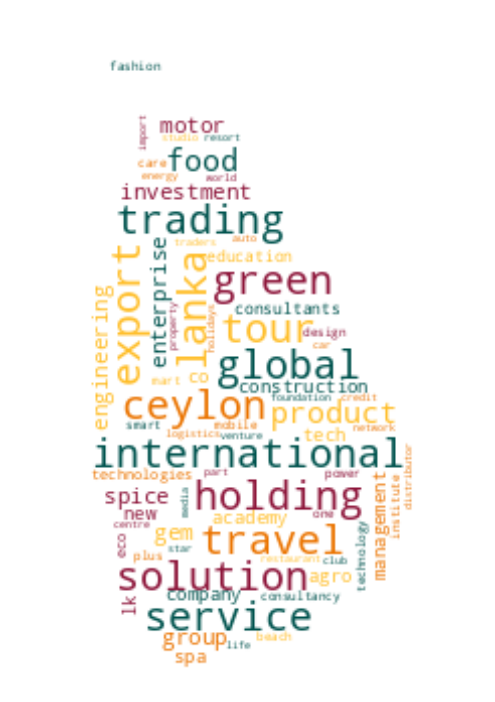 fashion
import
motor
studio resort
care food
energy world
investment
trading
traders auto
export enterprise lanka education
green
engineering property holidays consultants
tour design
car
global
mart co construction
foundation credit
ceylon product
smart mobile network
logistics venture tech
international
technologies part power distributor
spice media holding management institute
new one
centre academy
eco gem travel technology
star
plus restaurant club
solution agro
lk company consultancy
service
group life beach
spa